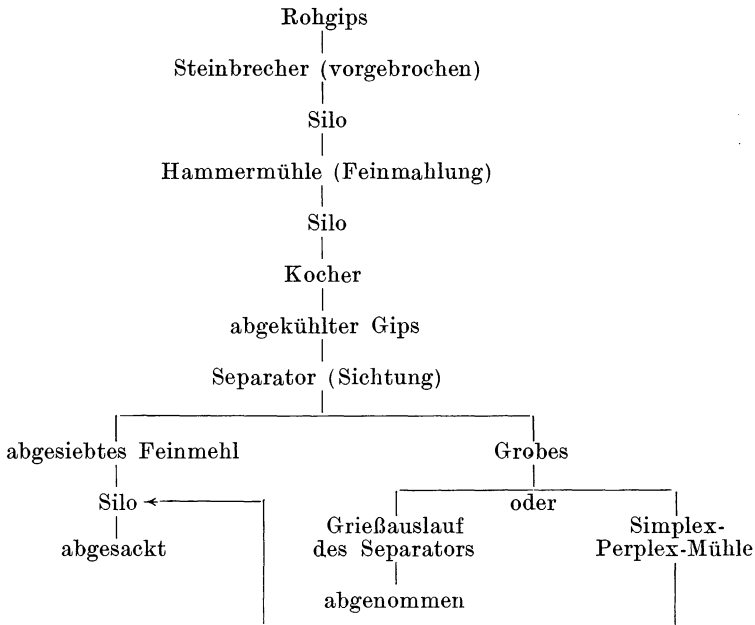 Rohgips
Steinbrecher (vorgebrochen)
Silo
Hammermühle (Feinmahlung)
Silo
Kocher
abgekühlter Gips
Separator (Sichtung)
abgesiebtes Feinmehl
Grobes
Silo
oder
abgesackt
Grießauslauf
des Separators
Simplex-
Perplex-Mühle
abgenommen